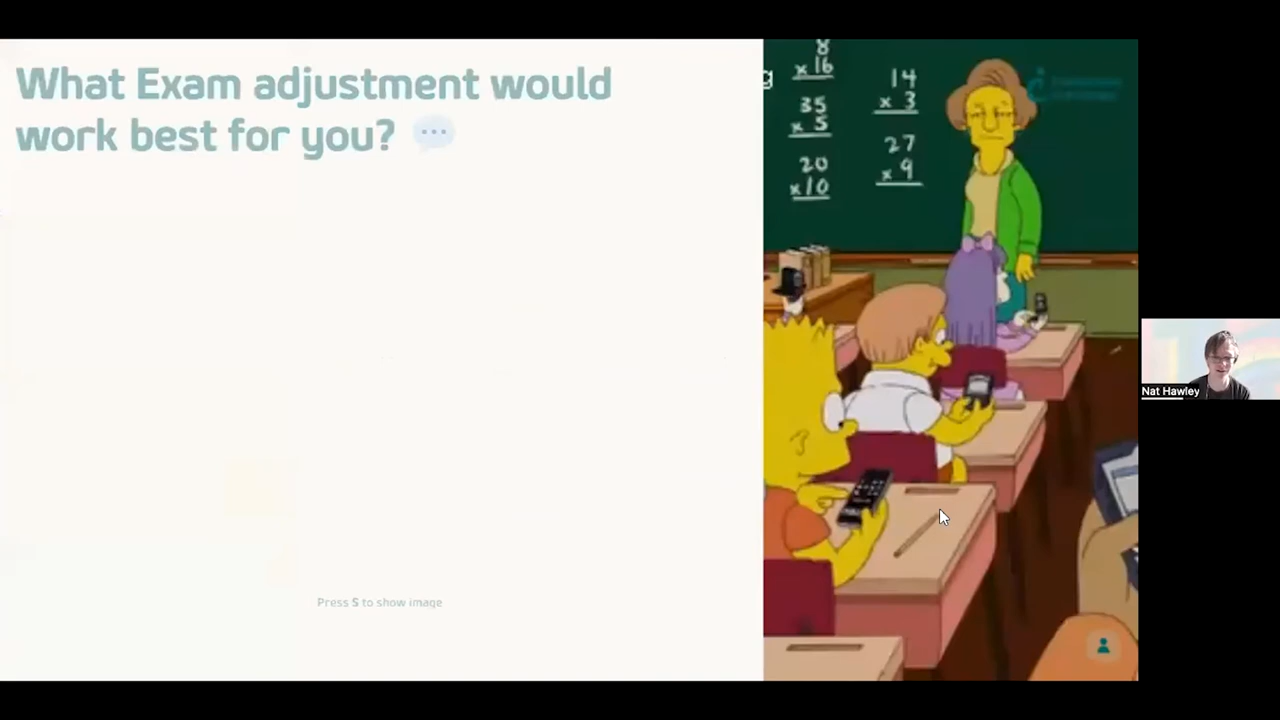 What Exam adjustment would
work best for you?
Press S to show image
g
8
x 16
35
x 5
20
x 10
14
x 3
27
x 9
Nat Hawley